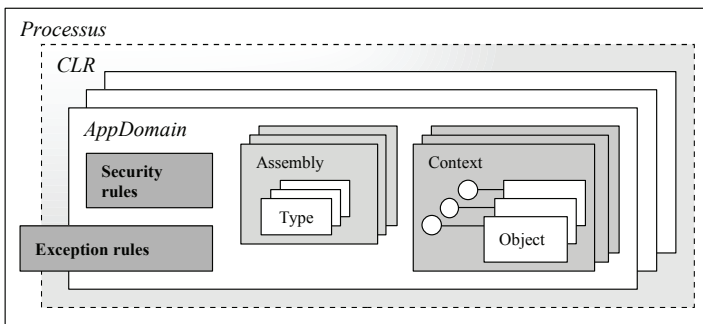 Processus
CLR
AppDomain
Security
rules
Exception rules
Assembly
Type
Context
Object